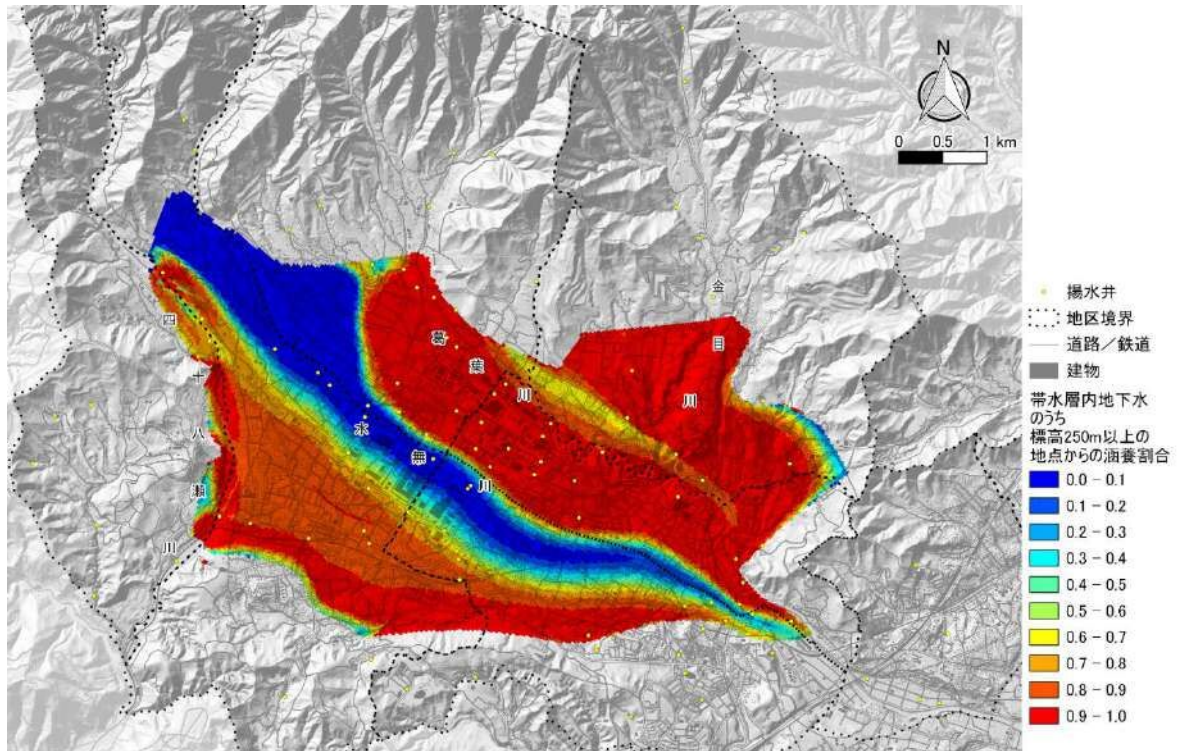 N
0 0.5 1 km
四
十
八
瀬
川
水
無
川
葛
葉
川
金
目
川
揚水井
地区境界
道路／鉄道
建物
帯水層内地下水
のうち
標高250m以上の
地点からの涵養割合
0.0 - 0.1
0.1 - 0.2
0.2 - 0.3
0.3 - 0.4
0.4 - 0.5
0.5 - 0.6
0.6 - 0.7
0.7 - 0.8
0.8 - 0.9
0.9 - 1.0